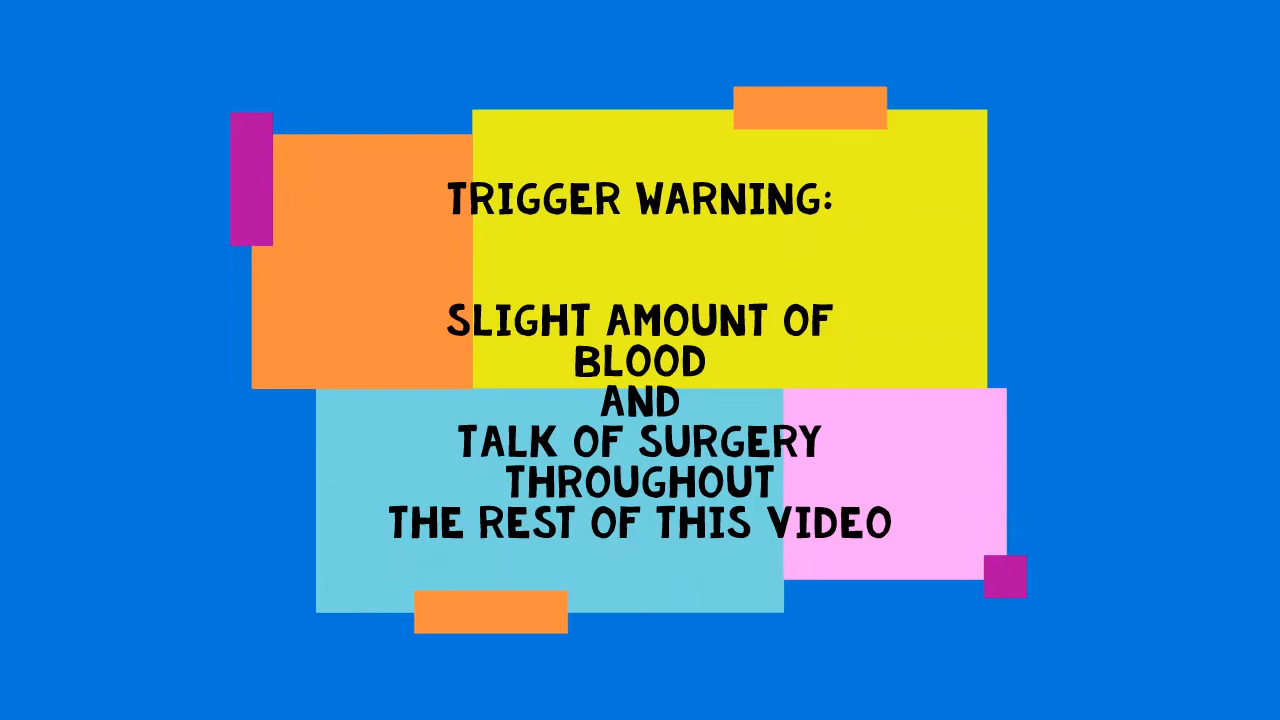 TRIGGER WARNING:
SLIGHT AMOUNT OF
BLOOD
AND
TALK OF SURGERY
THROUGHOUT
THE REST OF THIS VIDEO